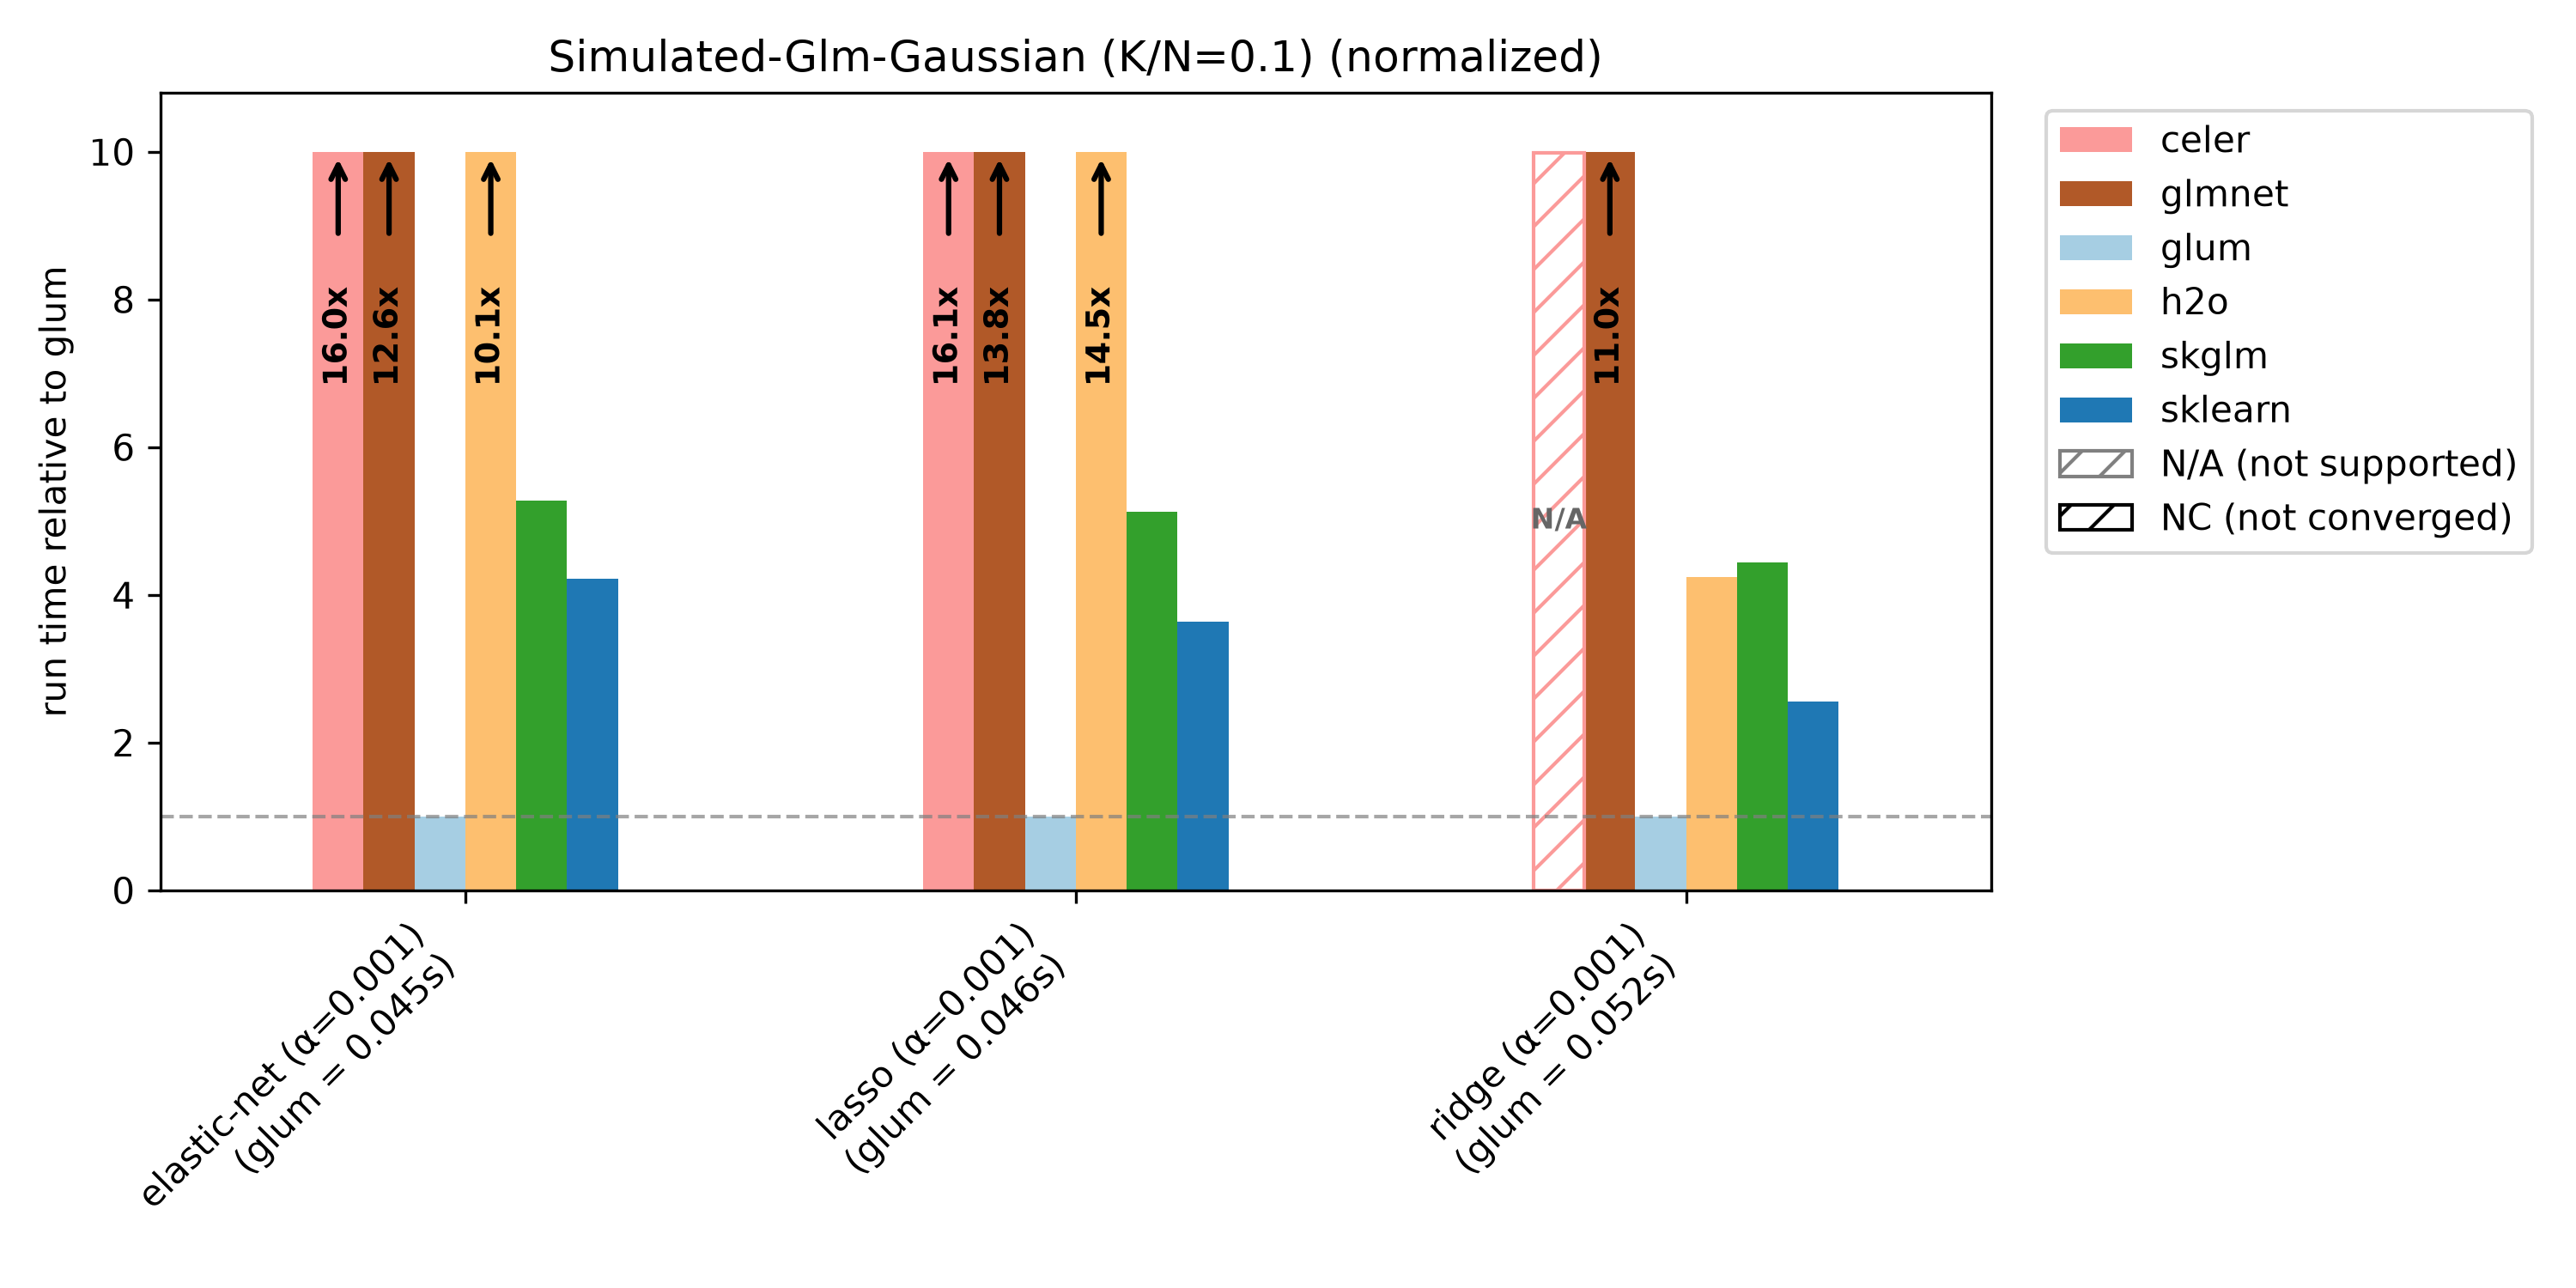 Simulated-Glm-Gaussian (K/N=0.1) (normalized)
run time relative to glum
10
8
6
4
2
0
16.0x
12.6x
10.1x
16.1x
13.8x
14.5x
N/A
11.0x
elastic-net (α=0.001)
(glum = 0.045s)
lasso (α=0.001)
(glum = 0.046s)
ridge (α=0.001)
(glum = 0.052s)
celer
glmnet
glum
h2o
skglm
sklearn
N/A (not supported)
NC (not converged)